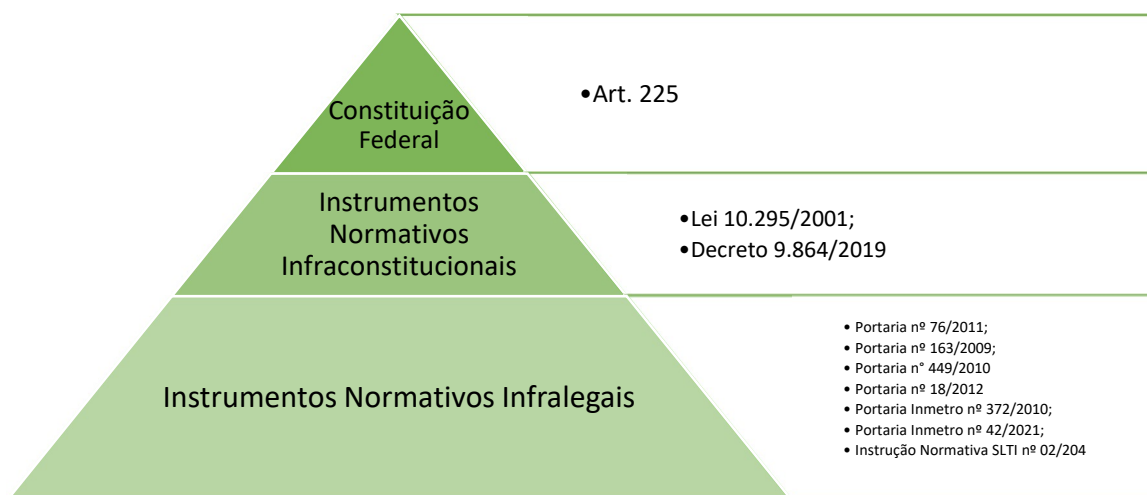 Constituição
Federal
•Art. 225
Instrumentos
Normativos
Infraconstitucionais
•Lei 10.295/2001;
•Decreto 9.864/2019
Instrumentos Normativos Infralegais
• Portaria nº 76/2011;
• Portaria nº 163/2009;
• Portaria n° 449/2010
• Portaria nº 18/2012
• Portaria Inmetro nº 372/2010;
• Portaria Inmetro nº 42/2021;
• Instrução Normativa SLTI nº 02/204